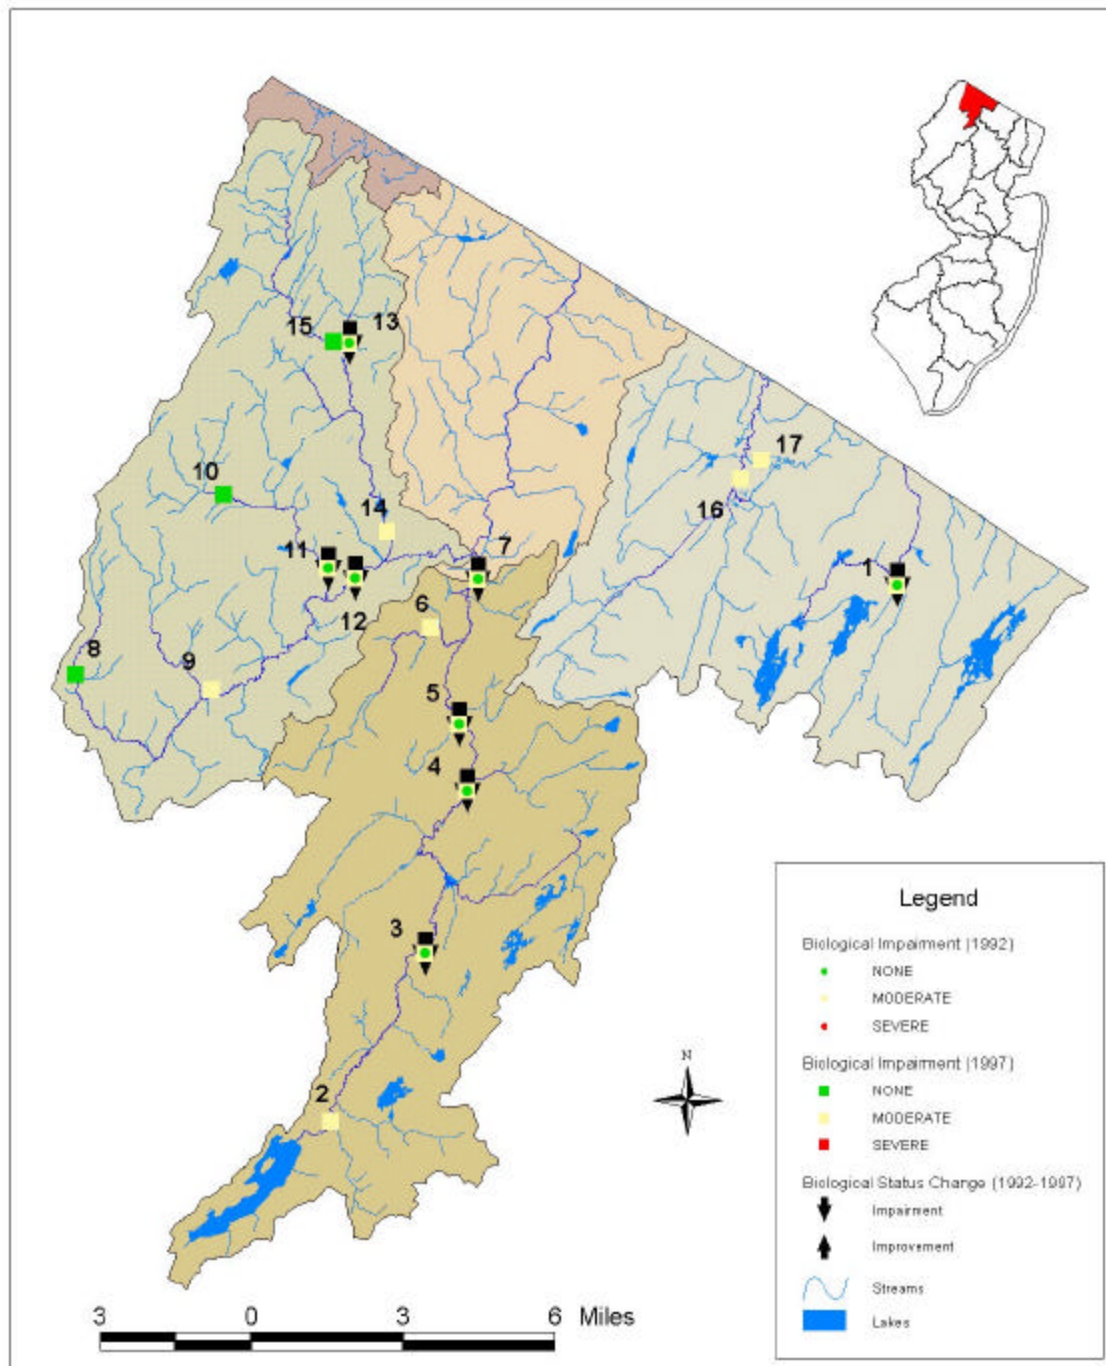 15
13
17
10
16
14
11
7
1
12
6
8
9
5
4
3
2
N
3 0 3 6 Miles
Legend
Biological Impairment (1992)
NONE
MODERATE
SEVERE
Biological Impairment (1997)
NONE
MODERATE
SEVERE
Biological Status Change (1992-1997)
Impairment
Improvement
Streams
Lakes